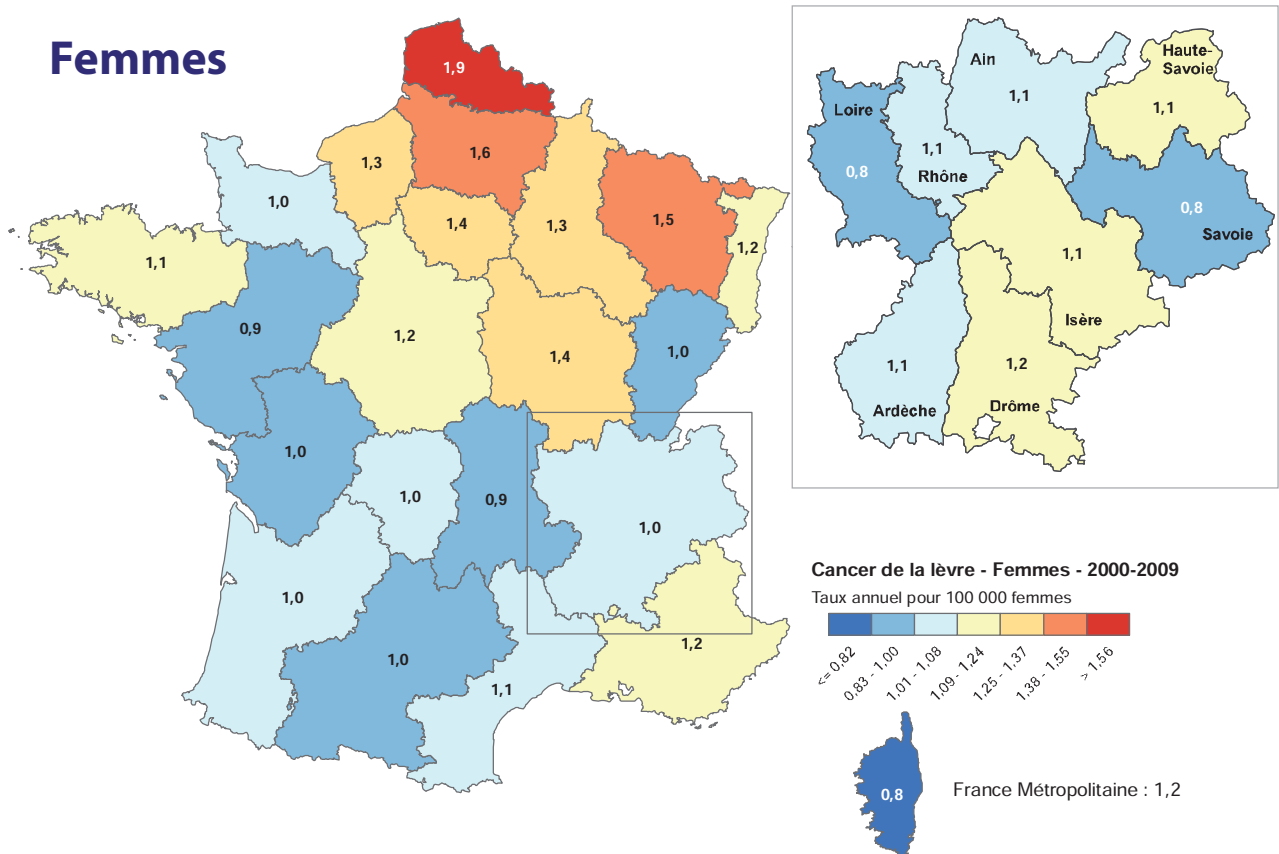 Femmes
1,9
1,6
1,3
1,0
1,4
1,3
1,5
1,2
1,1
0,9
1,2
1,4
1,0
1,0
1,0
0,9
1,0
1,0
1,0
1,1
1,2
Ain
1,1
Haute-
Savoie
1,1
Loire
0,8
1,1
Rhône
0,8
Savoie
1,1
Isère
1,1
Ardèche
1,2
Drôme
Cancer de la lèvre - Femmes - 2000-2009
Taux annuel pour 100 000 femmes
<= 0,82
0,83 - 1,00
1,01 - 1,08
1,09 - 1,24
1,25 - 1,37
1,38 - 1,55
> 1,56
0,8
France Métropolitaine : 1,2